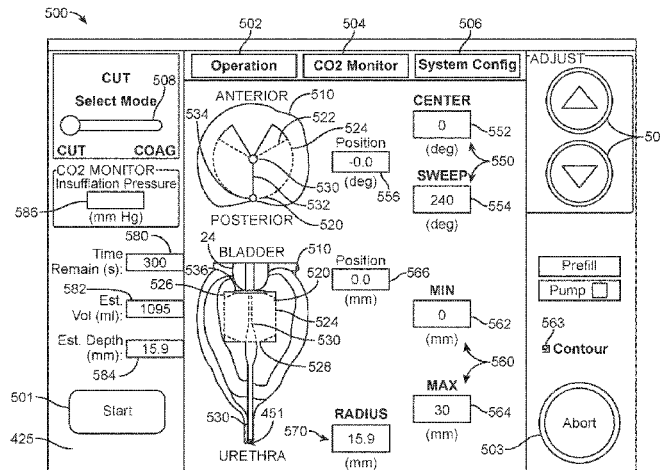 500
502
504
506
Operation
CO2 Monitor
System Config
ADJUST
CUT
Select Mode
508
CUT
COAG
CO2 MONITOR
Insufflation Pressure
586
(mm Hg)
580
Time
Remain (s):
300
582
Est.
Vol (ml):
1095
Est. Depth
(mm):
15.9
584
501
Start
425
ANTERIOR
510
534
522
524
530
532
520
POSTERIOR
Position
-0.0
(deg)
556
CENTER
0
(deg)
552
550
SWEEP
240
(deg)
554
BLADDER
24
510
536
526
520
524
530
528
530
451
URETHRA
Position
0.0
(mm)
566
MIN
0
(mm)
562
560
MAX
30
(mm)
564
RADIUS
570
15.9
(mm)
50
Prefill
Pump
563
Contour
Abort
503